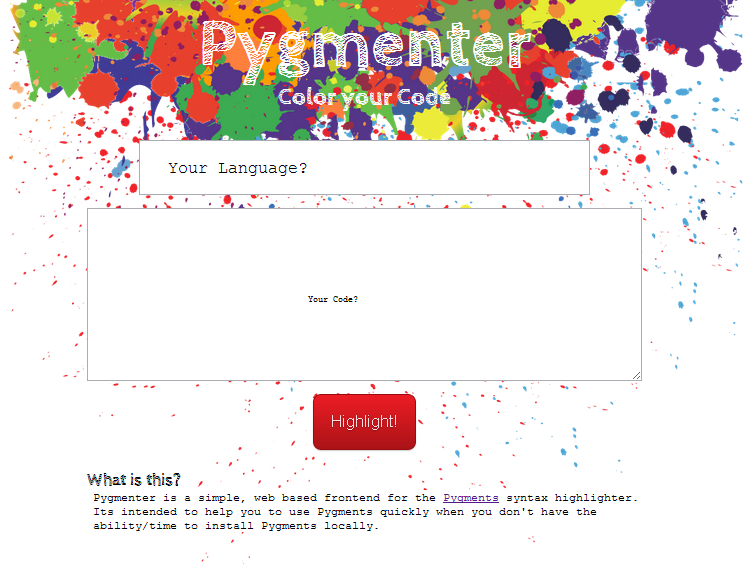 Pygmenter
Color your Code
Your Language?
Your Code?
Highlight!
What is this?
Pygmenter is a simple, web based frontend for the Pygments syntax highlighter.
Its intended to help you to use Pygments quickly when you don't have the
ability/time to install Pygments locally.